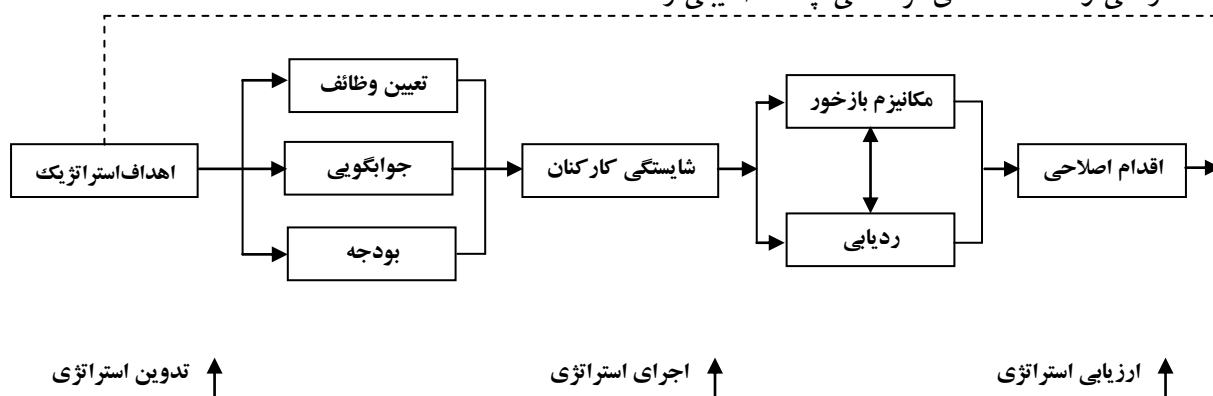 تعیین وظائف
مکانیزم بازخور
اهداف‌استراتژیک
جوابگویی
شایستگی کارکنان
اقدام اصلاحی
ردیابی
بودجه
تدوین استراتژی
اجرای استراتژی
ارزیابی استراتژی